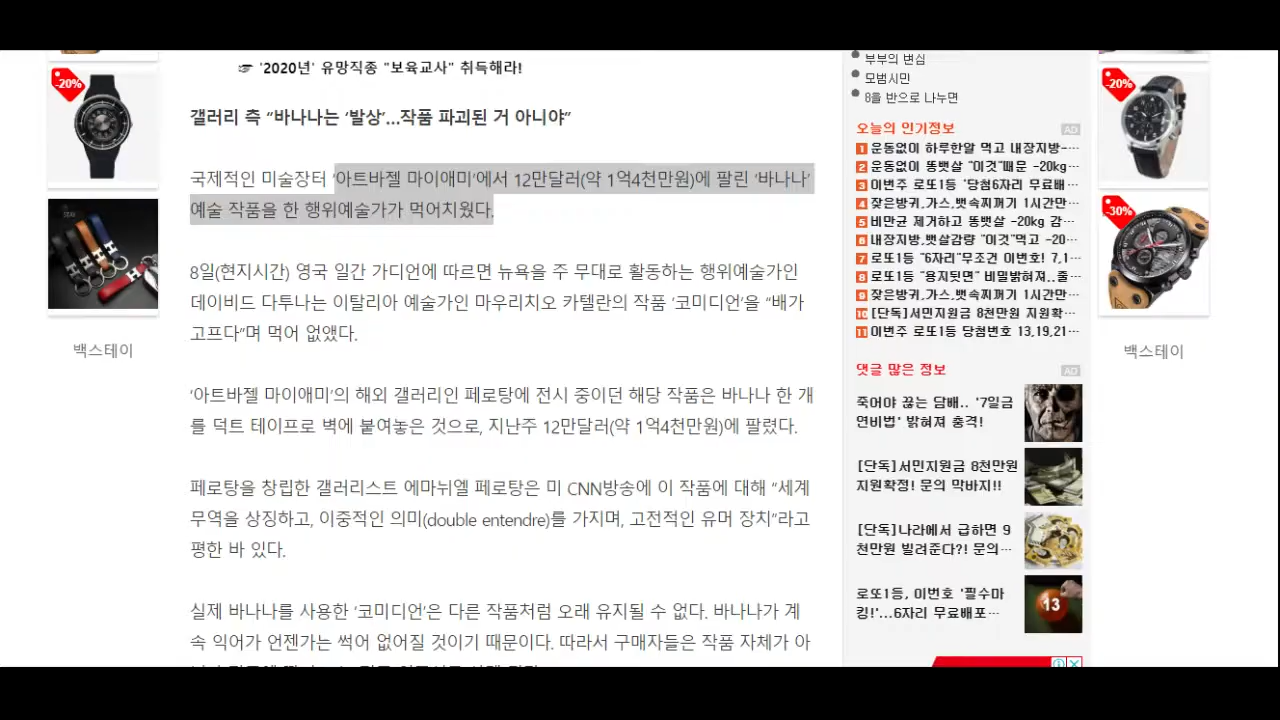 -20%
백스테이
☞ '2020년' 유망직종 "보육교사" 취득해라!
갤러리 측 “바나나는 ‘발상’…작품 파괴된 거 아니야”
국제적인 미술장터 ‘아트바젤 마이애미’에서 12만달러(약 1억4천만원)에 팔린 ‘바나나’
예술 작품을 한 행위예술가가 먹어치웠다.
8일(현지시간) 영국 일간 가디언에 따르면 뉴욕을 주 무대로 활동하는 행위예술가인
데이비드 다투나는 이탈리아 예술가인 마우리치오 카텔란의 작품 ‘코미디언’을 “배가
고프다”며 먹어 없앴다.
‘아트바젤 마이애미’의 해외 갤러리인 페로탕에 전시 중이던 해당 작품은 바나나 한 개
를 덕트 테이프로 벽에 붙여놓은 것으로, 지난주 12만달러(약 1억4천만원)에 팔렸다.
페로탕을 창립한 갤러리스트 에마뉘엘 페로탕은 미 CNN방송에 이 작품에 대해 “세계
무역을 상징하고, 이중적인 의미(double entendre)를 가지며, 고전적인 유머 장치”라고
평한 바 있다.
실제 바나나를 사용한 ‘코미디언’은 다른 작품처럼 오래 유지될 수 없다. 바나나가 계
속 익어가 언젠가는 썩어 없어질 것이기 때문이다. 따라서 구매자들은 작품 자체가 아
부부의 변심
모범시민
8을 반으로 나누면
오늘의 인기정보
AD
1 운동없이 하루한알 먹고 내장지방-…
2 운동없이 똥뱃살 "이것"때문 -20kg…
3 이번주 로또1등 '당첨6자리 무료배…
4 잦은방귀,가스,뱃속찌꺼기 1시간만…
5 비만균 제거하고 똥뱃살 -20kg 감…
6 내장지방,뱃살감량 "이것"먹고 -20…
7 로또1등 "6자리"무조건 이번호! 7,1…
8 로또1등 "용지뒷면" 비밀밝혀져..줄…
9 잦은방귀,가스,뱃속찌꺼기 1시간만…
10 [단독]서민지원금 8천만원 지원확…
11 이번주 로또1등 당첨번호 13,19,21…
댓글 많은 정보
AD
죽어야 끊는 담배.. '7일금
연비법' 밝혀져 충격!
[단독]서민지원금 8천만원
지원확정! 문의 막바지!!
[단독]나라에서 급하면 9
천만원 빌려준다?! 문의…
로또1등, 이번호 '필수마
킹!'...6자리 무료배포…
13
-20%
-30%
백스테이